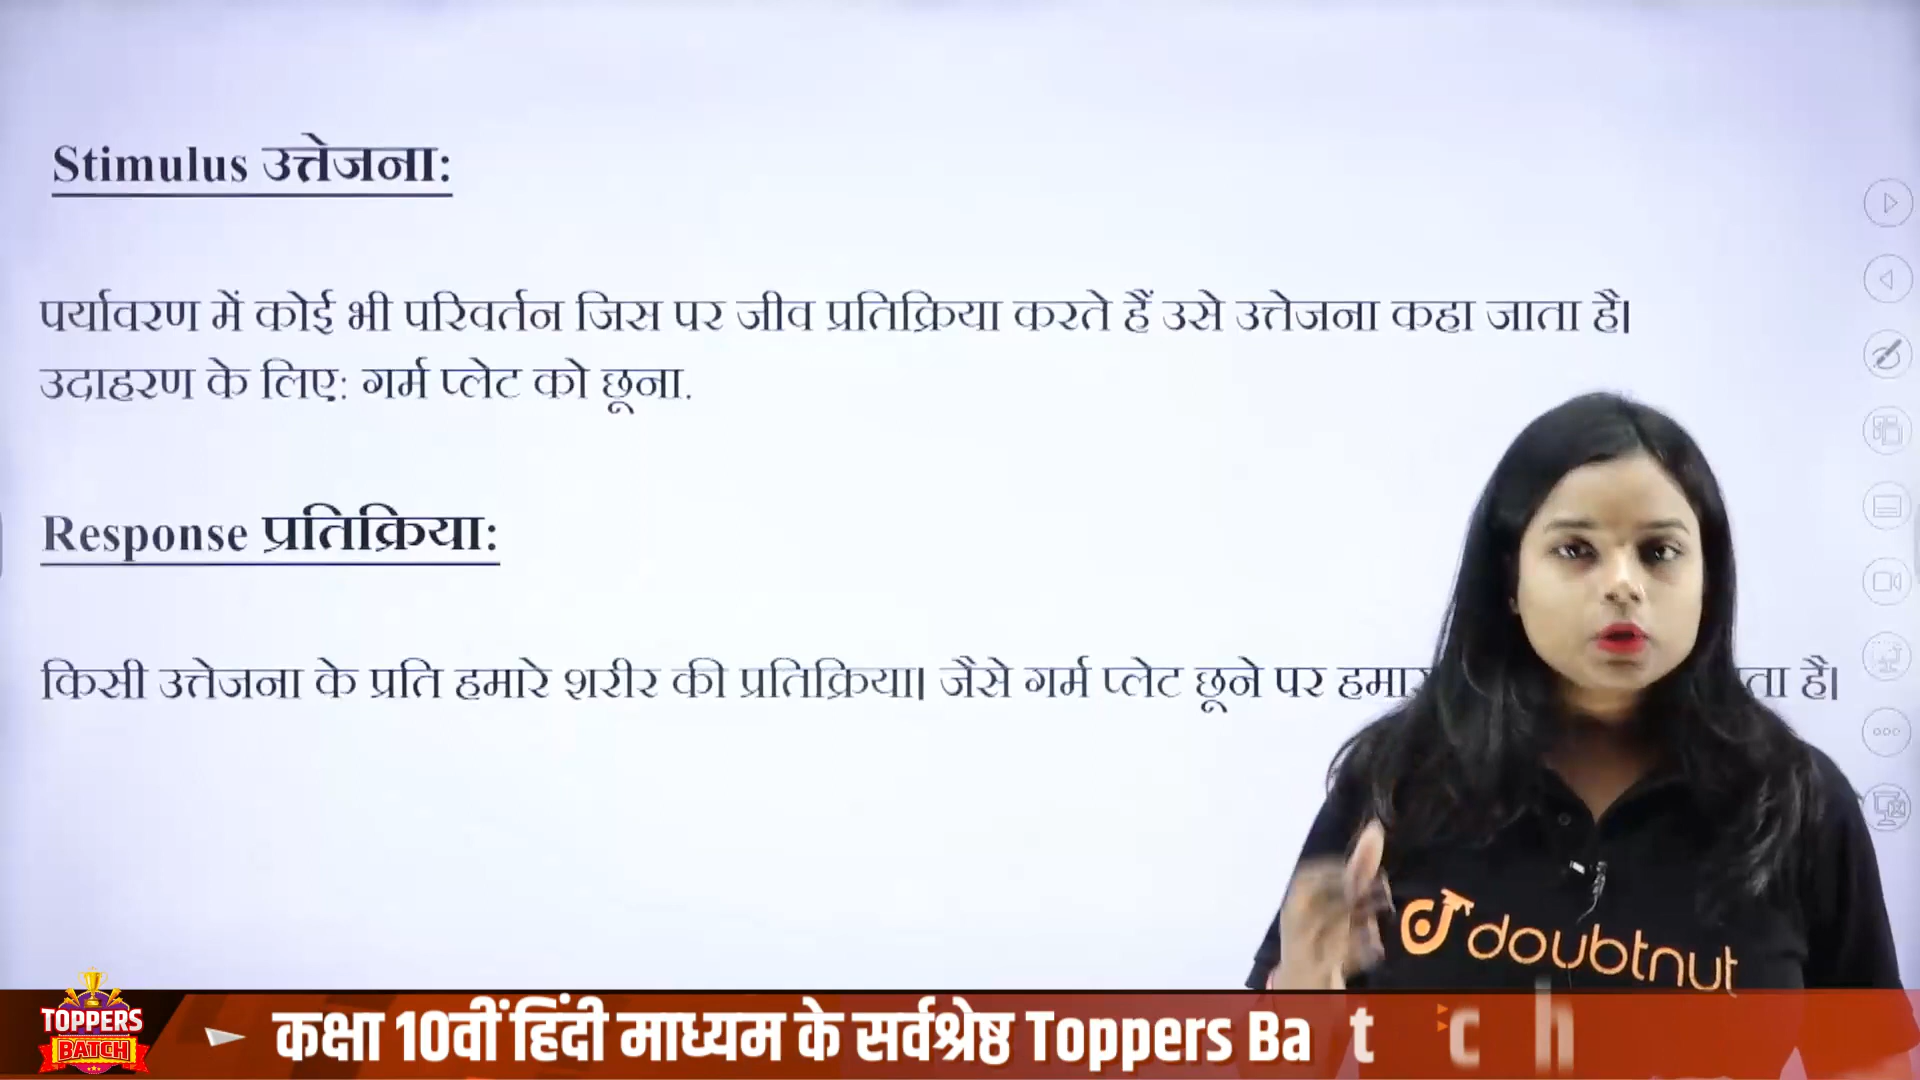 Stimulus उत्तेजना:
पर्यावरण में कोई भी परिवर्तन जिस पर जीव प्रतिक्रिया करते हैं उसे उत्तेजना कहा जाता है।
उदाहरण के लिए: गर्म प्लेट को छूना.
Response प्रतिक्रिया:
किसी उत्तेजना के प्रति हमारे शरीर की प्रतिक्रिया। जैसे गर्म प्लेट छूने पर है।
doubtnut
TOPPERS
BATCH
कक्षा 10वीं हिंदी माध्यम के सर्वश्रेष्ठ Toppers Batch